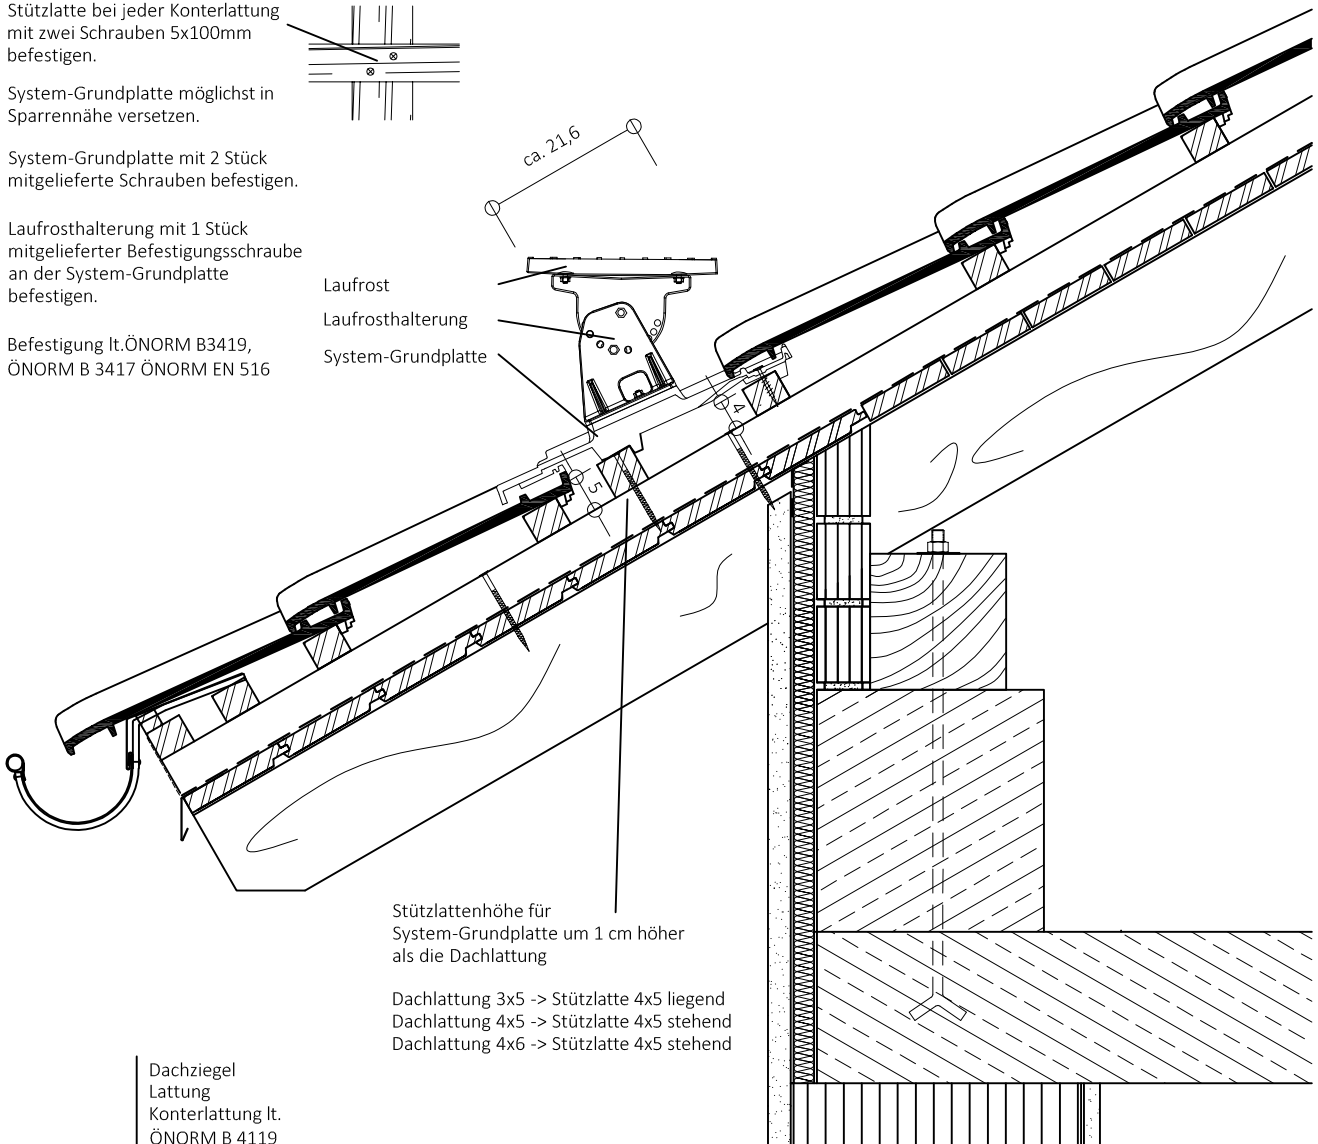 Stützlatte bei jeder Konterlattung
mit zwei Schrauben 5x100mm
befestigen.
System-Grundplatte möglichst in
Sparrennähe versetzen.
System-Grundplatte mit 2 Stück
mitgelieferte Schrauben befestigen.
Laufrosthalterung mit 1 Stück
mitgelieferter Befestigungsschraube
an der System-Grundplatte
befestigen.
Befestigung lt.ÖNORM B3419,
ÖNORM B 3417 ÖNORM EN 516
ca. 21,6
Laufrost
Laufrosthalterung
System-Grundplatte
4
5
Stützlattenhöhe für
System-Grundplatte um 1 cm höher
als die Dachlattung
Dachlattung 3x5 -> Stützlatte 4x5 liegend
Dachlattung 4x5 -> Stützlatte 4x5 stehend
Dachlattung 4x6 -> Stützlatte 4x5 stehend
Dachziegel
Lattung
Konterlattung lt.
ÖNORM B 4119